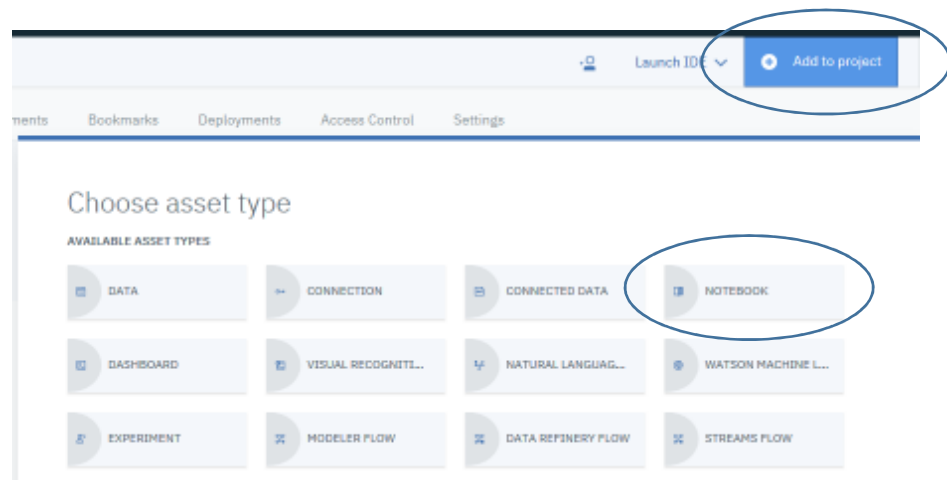 Launch IDE Add to project
ments Bookmarks Deployments Access Control Settings
Choose asset type
AVAILABLE ASSET TYPES
DATA CONNECTION CONNECTED DATA NOTEBOOK
DASHBOARD VISUAL RECOGNITI... NATURAL LANGUAG... WATSON MACHINE L...
EXPERIMENT MODELER FLOW DATA REFINERY FLOW STREAMS FLOW